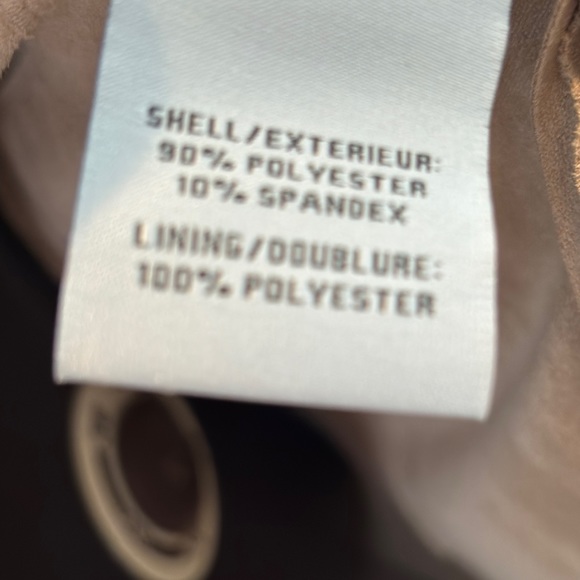 SHELL/EXTERIEUR:
90% POLYESTER
10% SPANDEX
LINING/DOUBLURE:
100% POLYESTER